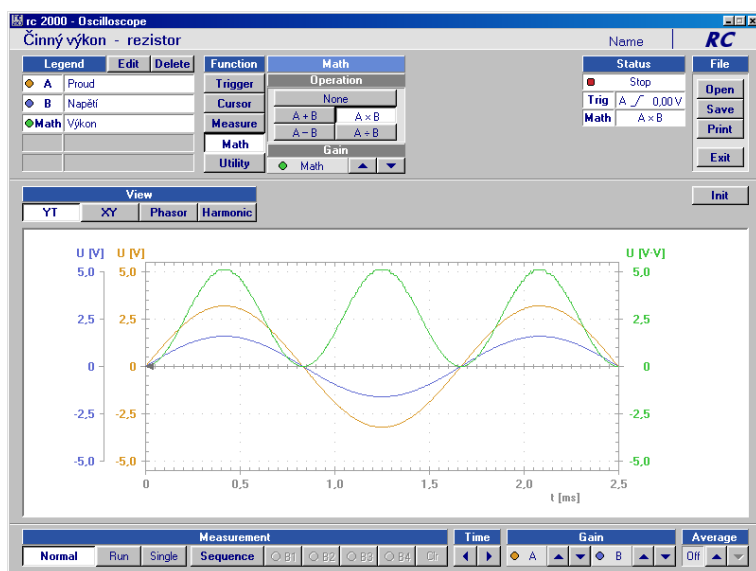 rc 2000 - Oscilloscope
Činný výkon - rezistor
Name
RC
Legend Edit Delete
A Proud
B Napětí
Math Výkon
Function
Trigger
Cursor
Measure
Math
Utility
Math
Operation
None
A + B A × B
A − B A ÷ B
Gain
Math
Status
Stop
Trig A 0,00 V
Math A × B
File
Open
Save
Print
Exit
View
YT XY Phasor Harmonic
Init
U [V] U [V] U [V·V]
5,0 5,0 5,0
2,5 2,5 2,5
0 0 0
-2,5 -2,5 -2,5
-5,0 -5,0 -5,0
0 0,5 1,0 1,5 2,0 2,5
t [ms]
Measurement
Normal Run Single Sequence B1 B2 B3 B4 Clr
Time
Gain
A B
Average
Off